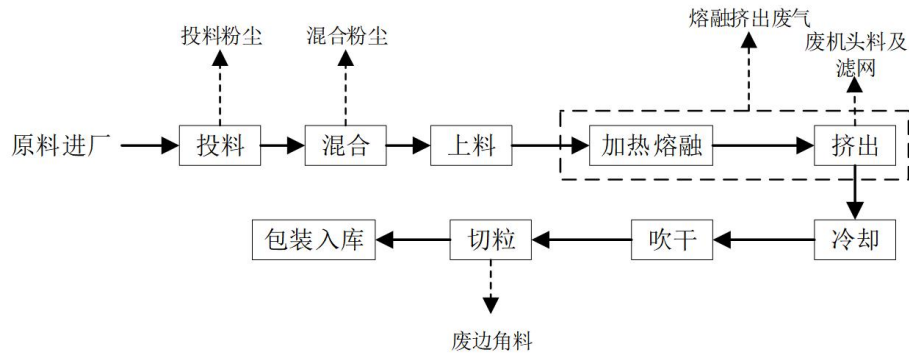 熔融挤出废气
投料粉尘
混合粉尘
废机头料及
滤网
原料进厂
投料
混合
上料
加热熔融
挤出
包装入库
切粒
吹干
冷却
废边角料